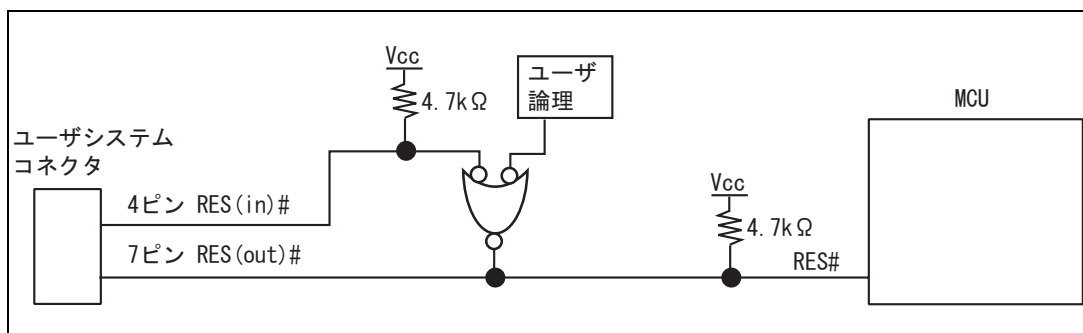 Vcc
4.7kΩ
ユーザ
論理
MCU
ユーザシステム
コネクタ
4ピン RES(in)#
7ピン RES(out)#
Vcc
4.7kΩ
RES#